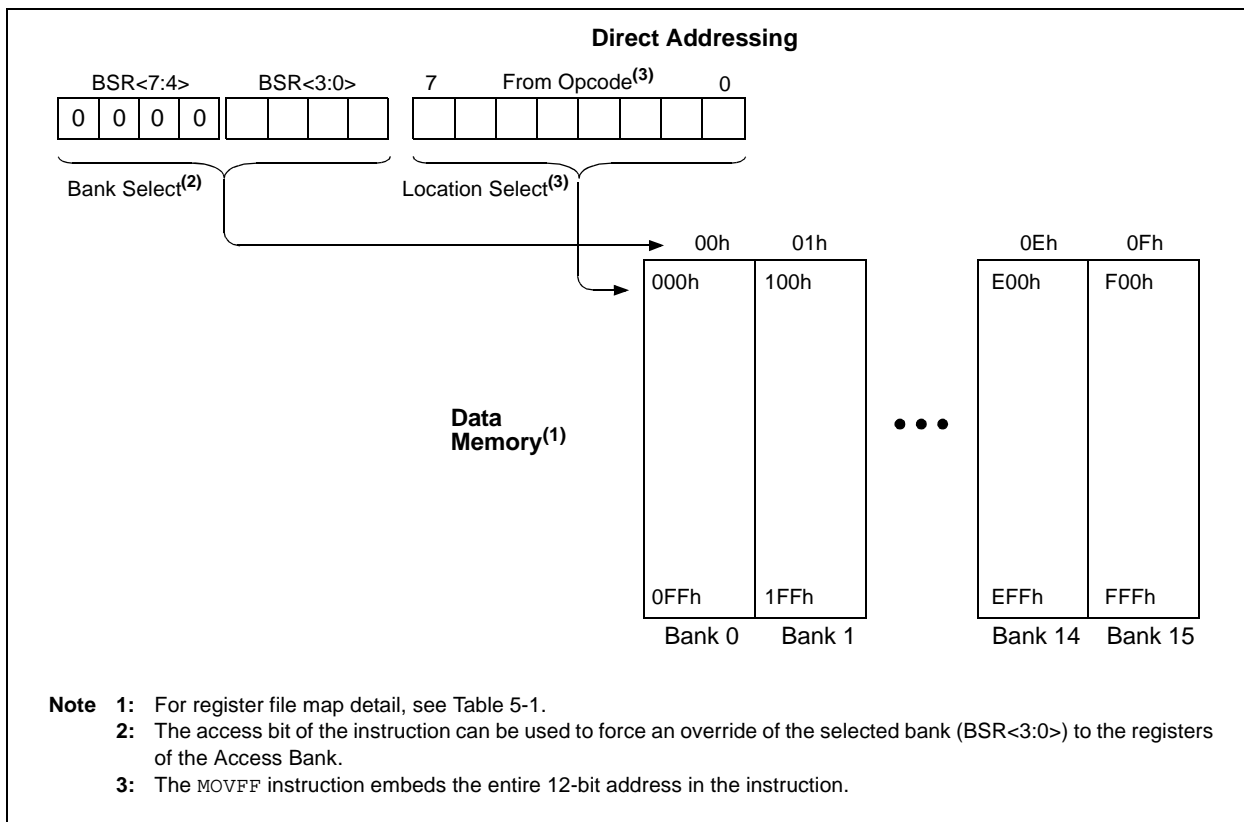 Direct Addressing
BSR<7:4> BSR<3:0> 7 From Opcode(3) 0
0 0 0 0
Bank Select(2) Location Select(3)
00h 01h 0Eh 0Fh
000h 100h E00h F00h
Data
Memory(1)
0FFh 1FFh EFFh FFFh
Bank 0 Bank 1 Bank 14 Bank 15
Note 1: For register file map detail, see Table 5-1.
2: The access bit of the instruction can be used to force an override of the selected bank (BSR<3:0>) to the registers
of the Access Bank.
3: The MOVFF instruction embeds the entire 12-bit address in the instruction.